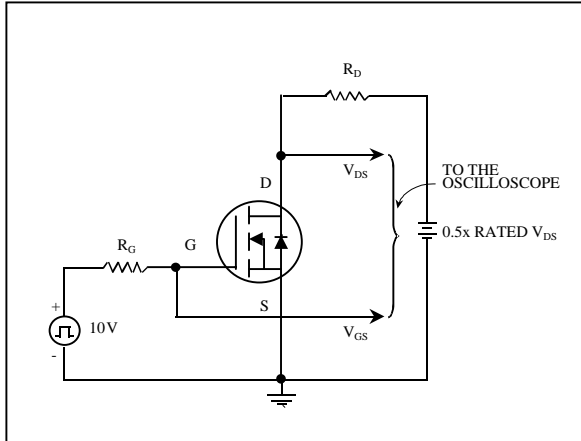 R_D
D
V_DS
TO THE
OSCILLOSCOPE
R_G
G
0.5x RATED V_DS
S
+
10V
V_GS
-